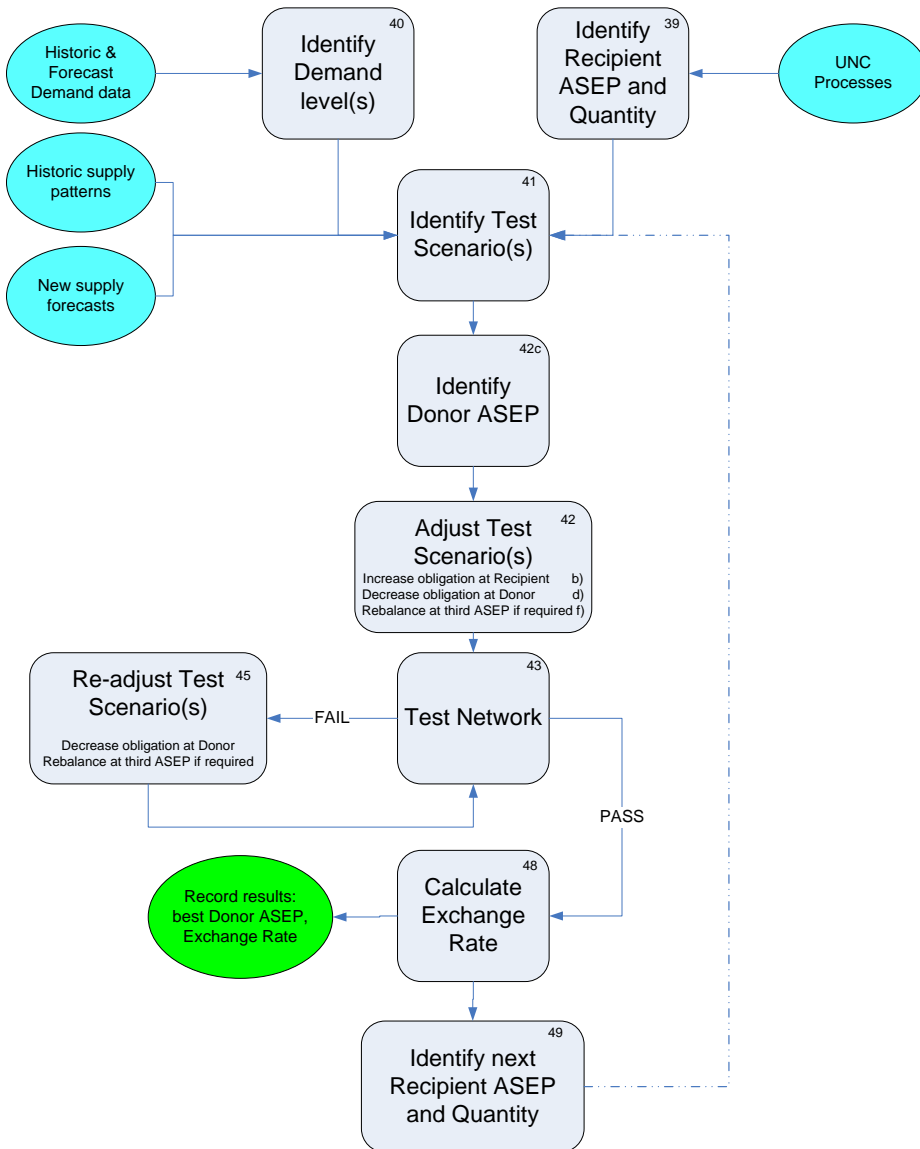 Historic &
Forecast
Demand data
40
Identify
Demand
level(s)
39
Identify
Recipient
ASEP and
Quantity
UNC
Processes
Historic supply
patterns
New supply
forecasts
41
Identify Test
Scenario(s)
42c
Identify
Donor ASEP
42
Adjust Test
Scenario(s)
Increase obligation at Recipient b)
Decrease obligation at Donor d)
Rebalance at third ASEP if required f)
45
Re-adjust Test
Scenario(s)
Decrease obligation at Donor
Rebalance at third ASEP if required
FAIL
43
Test Network
PASS
48
Calculate
Exchange
Rate
Record results:
best Donor ASEP,
Exchange Rate
49
Identify next
Recipient ASEP
and Quantity